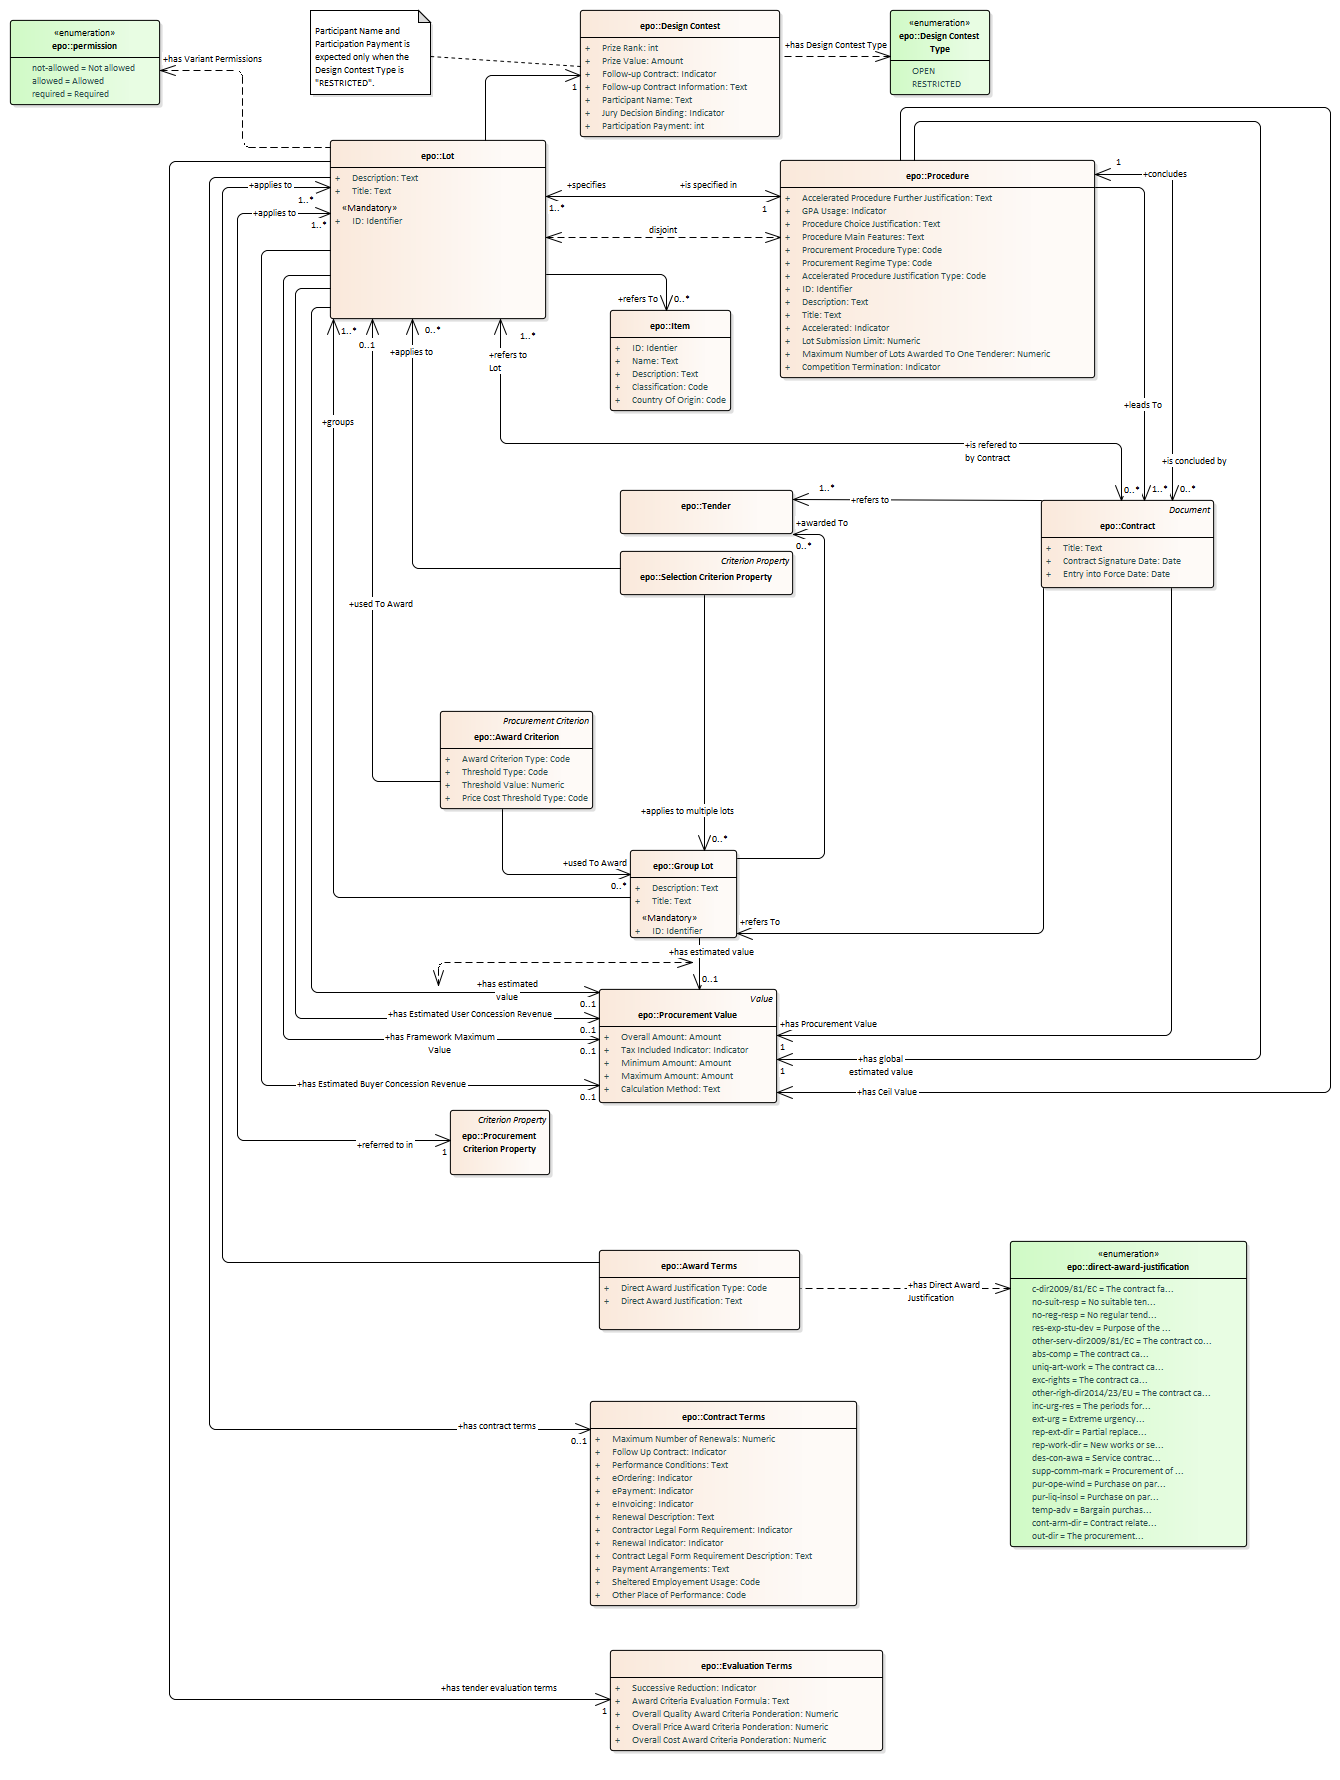 «enumeration»
epo::permission
not-allowed = Not allowed
allowed = Allowed
required = Required
+has Variant Permissions
Participant Name and
Participation Payment is
expected only when the
Design Contest Type is
"RESTRICTED".
epo::Design Contest
+ Prize Rank: int
+ Prize Value: Amount
+ Follow-up Contract: Indicator
+ Follow-up Contract Information: Text
+ Participant Name: Text
+ Jury Decision Binding: Indicator
+ Participation Payment: int
1
+has Design Contest Type
«enumeration»
epo::Design Contest
Type
OPEN
RESTRICTED
epo::Lot
+ Description: Text
+ Title: Text
«Mandatory»
+ ID: Identifier
+applies to
1..*
+applies to
1..*
+specifies
+is specified in
1..*
1
disjoint
epo::Procedure
+ Accelerated Procedure Further Justification: Text
+ GPA Usage: Indicator
+ Procedure Choice Justification: Text
+ Procedure Main Features: Text
+ Procurement Procedure Type: Code
+ Procurement Regime Type: Code
+ Accelerated Procedure Justification Type: Code
+ ID: Identifier
+ Description: Text
+ Title: Text
+ Accelerated: Indicator
+ Lot Submission Limit: Numeric
+ Maximum Number of Lots Awarded To One Tenderer: Numeric
+ Competition Termination: Indicator
1
+concludes
+refers To
0..*
epo::Item
+ ID: Identier
+ Name: Text
+ Description: Text
+ Classification: Code
+ Country Of Origin: Code
1..*
0..1
0..*
+applies to
1..*
+refers to
Lot
+groups
+leads To
+is refered to
by Contract
+is concluded by
0..*
1..*
0..*
epo::Tender
1..*
+refers to
+awarded To
0..*
Document
epo::Contract
+ Title: Text
+ Contract Signature Date: Date
+ Entry into Force Date: Date
Criterion Property
epo::Selection Criterion Property
+used To Award
Procurement Criterion
epo::Award Criterion
+ Award Criterion Type: Code
+ Threshold Type: Code
+ Threshold Value: Numeric
+ Price Cost Threshold Type: Code
+applies to multiple lots
0..*
+used To Award
0..*
epo::Group Lot
+ Description: Text
+ Title: Text
«Mandatory»
+ ID: Identifier
+refers To
+has estimated value
0..1
+has estimated
value
0..1
+has Estimated User Concession Revenue
0..1
+has Framework Maximum
Value
0..1
+has Estimated Buyer Concession Revenue
0..1
Value
epo::Procurement Value
+ Overall Amount: Amount
+ Tax Included Indicator: Indicator
+ Minimum Amount: Amount
+ Maximum Amount: Amount
+ Calculation Method: Text
+has Procurement Value
1
+has global
estimated value
1
+has Ceil Value
Criterion Property
epo::Procurement
Criterion Property
+referred to in
1
epo::Award Terms
+ Direct Award Justification Type: Code
+ Direct Award Justification: Text
+has Direct Award
Justification
«enumeration»
epo::direct-award-justification
c-dir2009/81/EC = The contract fa...
no-suit-resp = No suitable ten...
no-reg-resp = No regular tend...
res-exp-stu-dev = Purpose of the ...
other-serv-dir2009/81/EC = The contract co...
abs-comp = The contract ca...
uniq-art-work = The contract ca...
exc-rights = The contract ca...
other-righ-dir2014/23/EU = The contract ca...
inc-urg-res = The periods for...
ext-urg = Extreme urgency...
rep-ext-dir = Partial replace...
rep-work-dir = New works or se...
des-con-awa = Service contrac...
supp-comm-mark = Procurement of ...
pur-ope-wind = Purchase on par...
pur-liq-insol = Purchase on par...
temp-adv = Bargain purchas...
cont-arm-dir = Contract relate...
out-dir = The procurement...
+has contract terms
0..1
epo::Contract Terms
+ Maximum Number of Renewals: Numeric
+ Follow Up Contract: Indicator
+ Performance Conditions: Text
+ eOrdering: Indicator
+ ePayment: Indicator
+ eInvoicing: Indicator
+ Renewal Description: Text
+ Contractor Legal Form Requirement: Indicator
+ Renewal Indicator: Indicator
+ Contract Legal Form Requirement Description: Text
+ Payment Arrangements: Text
+ Sheltered Employement Usage: Code
+ Other Place of Performance: Code
+has tender evaluation terms
1
epo::Evaluation Terms
+ Successive Reduction: Indicator
+ Award Criteria Evaluation Formula: Text
+ Overall Quality Award Criteria Ponderation: Numeric
+ Overall Price Award Criteria Ponderation: Numeric
+ Overall Cost Award Criteria Ponderation: Numeric